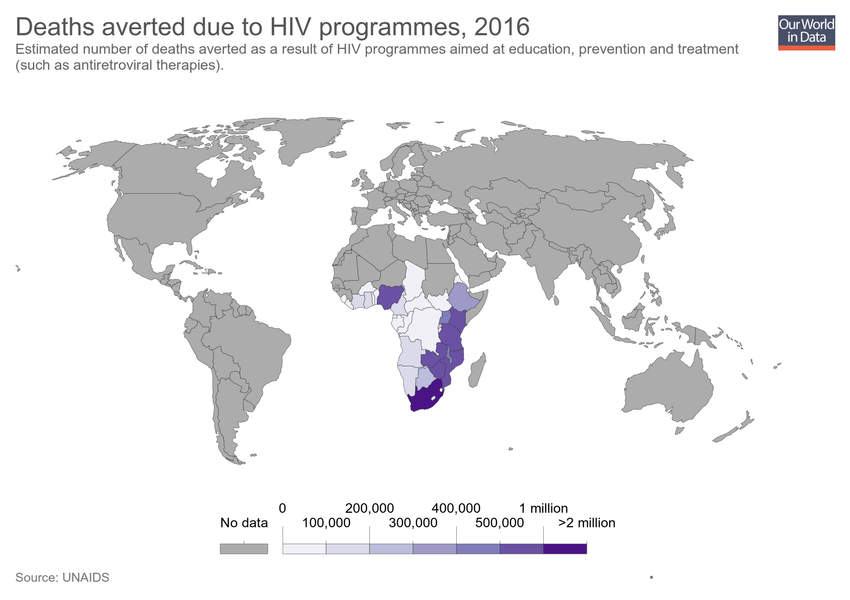 Deaths averted due to HIV programmes, 2016
Our World
in Data
Estimated number of deaths averted as a result of HIV programmes aimed at education, prevention and treatment
(such as antiretroviral therapies).
0 200,000 400,000 1 million
No data 100,000 300,000 500,000 >2 million
Source: UNAIDS